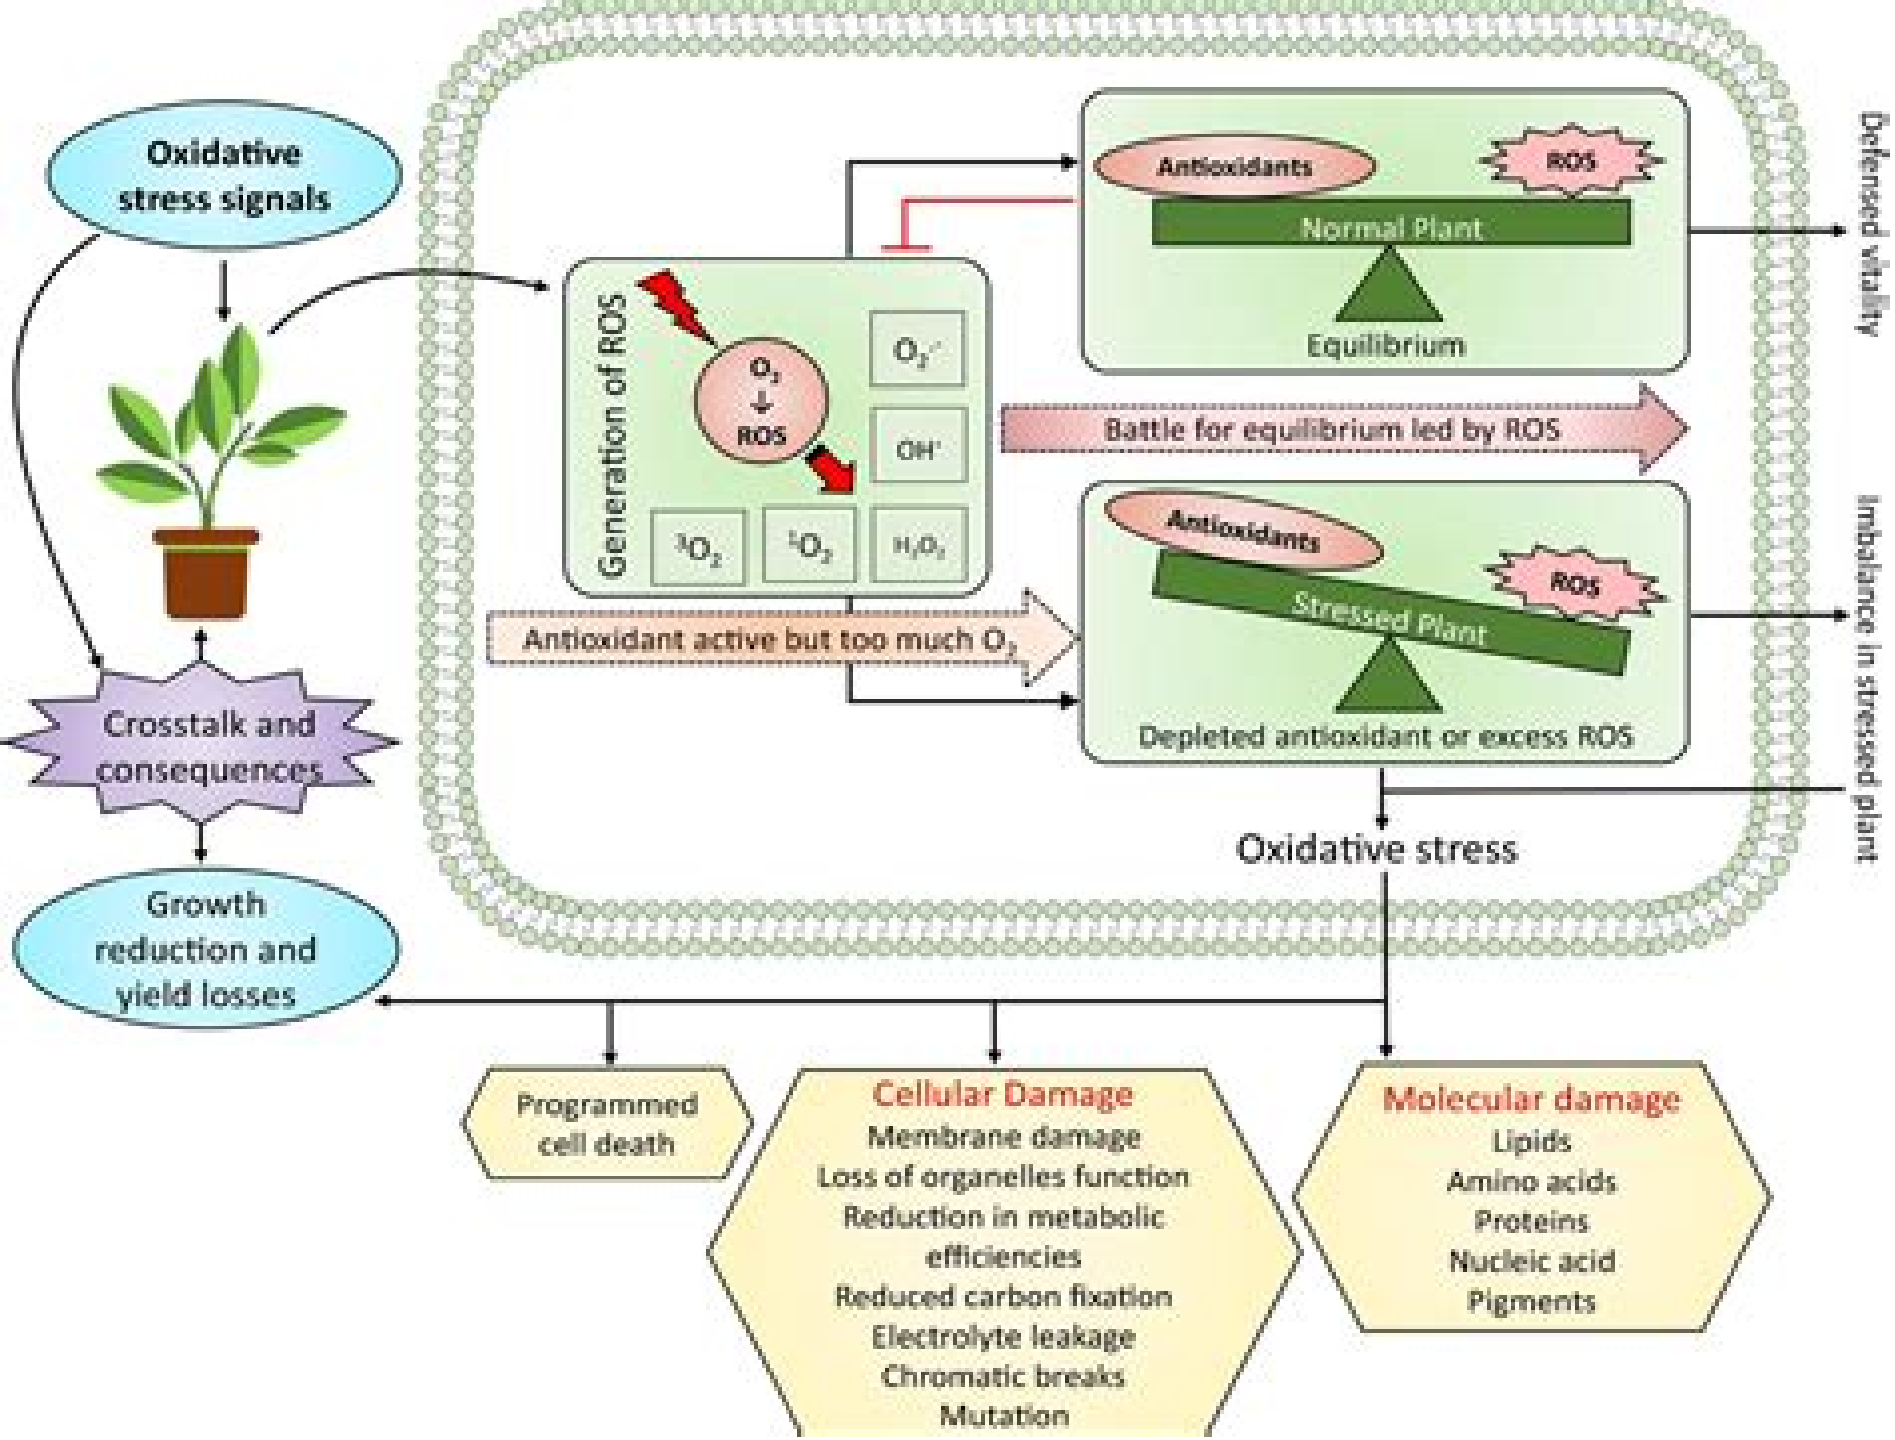 Oxidative
stress signals
Crosstalk and
consequences
Growth
reduction and
yield losses
Generation of ROS
O₂
↓
ROS
O₂·⁻
OH·
³O₂
¹O₂
H₂O₂
Antioxidants
ROS
Normal Plant
Equilibrium
Battle for equilibrium led by ROS
Antioxidant active but too much O₂
Antioxidants
ROS
Stressed Plant
Depleted antioxidant or excess ROS
Defensed vitality
Imbalance in stressed plant
Oxidative stress
Programmed
cell death
Cellular Damage
Membrane damage
Loss of organelles function
Reduction in metabolic
efficiencies
Reduced carbon fixation
Electrolyte leakage
Chromatic breaks
Mutation
Molecular damage
Lipids
Amino acids
Proteins
Nucleic acid
Pigments